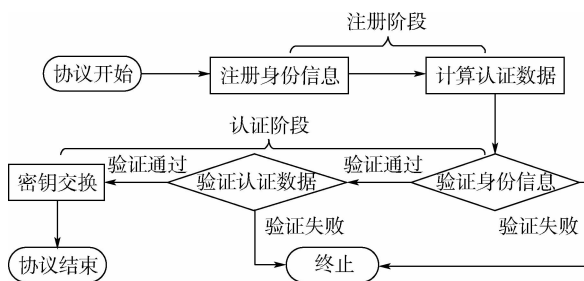 注册阶段
协议开始
注册身份信息
计算认证数据
认证阶段
验证通过
验证通过
密钥交换
验证认证数据
验证身份信息
验证失败
验证失败
协议结束
终止